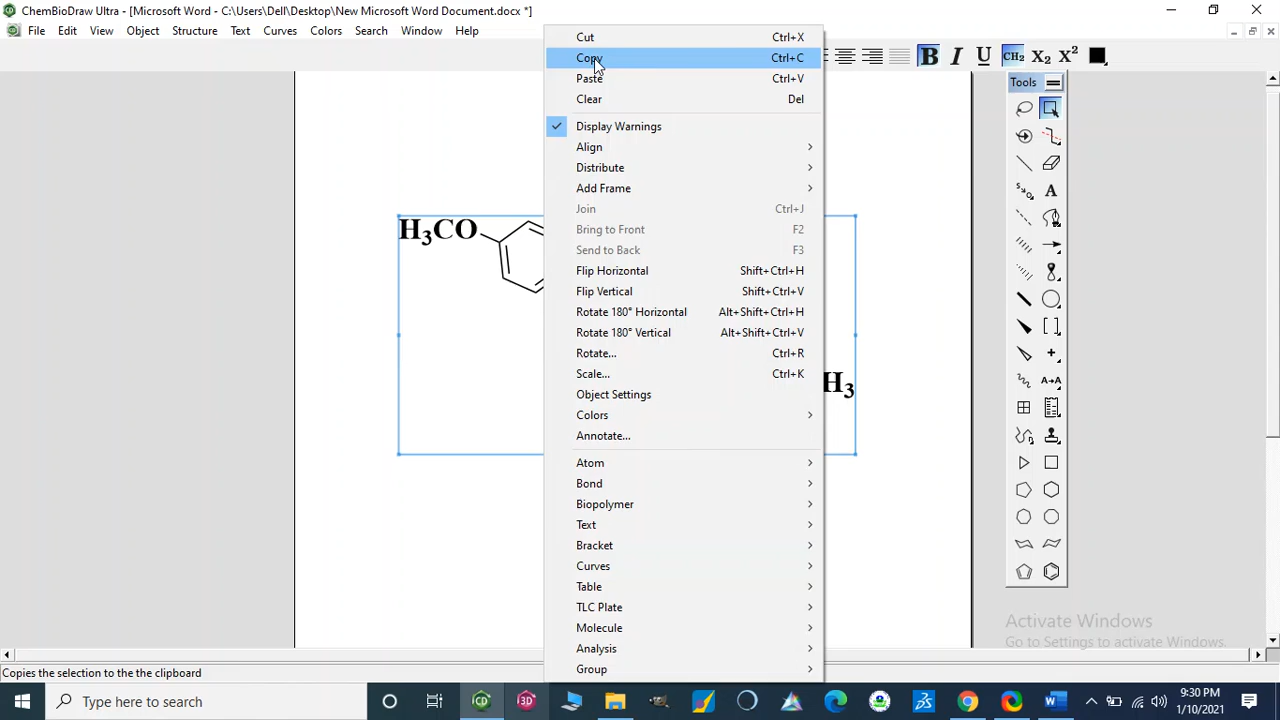 ChemBioDraw Ultra - [Microsoft Word - C:\Users\Dell\Desktop\New Microsoft Word Document.docx *]
File Edit View Object Structure Text Curves Colors Search Window Help
B I U CH2 X2 X²
Tools
Cut Ctrl+X
Copy Ctrl+C
Paste Ctrl+V
Clear Del
Display Warnings
Align
Distribute
Add Frame
Join Ctrl+J
Bring to Front F2
Send to Back F3
Flip Horizontal Shift+Ctrl+H
Flip Vertical Shift+Ctrl+V
Rotate 180° Horizontal Alt+Shift+Ctrl+H
Rotate 180° Vertical Alt+Shift+Ctrl+V
Rotate... Ctrl+R
Scale... Ctrl+K
Object Settings
Colors
Annotate...
Atom
Bond
Biopolymer
Text
Bracket
Curves
Table
TLC Plate
Molecule
Analysis
Group
H₃CO
H₃
A
A→A
Activate Windows
Go to Settings to activate Windows.
Copies the selection to the clipboard
Type here to search
9:30 PM
1/10/2021